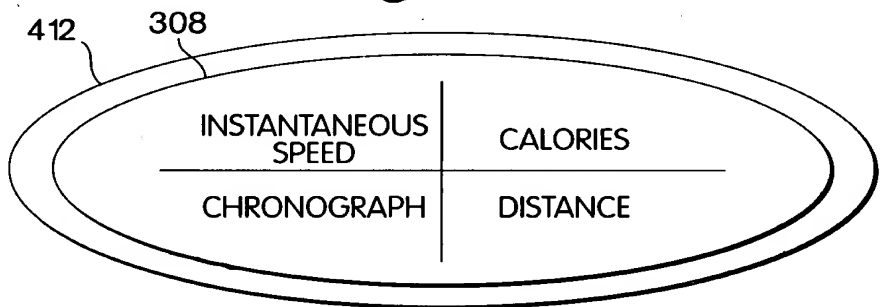 412
308
INSTANTANEOUS
SPEED
CALORIES
CHRONOGRAPH
DISTANCE